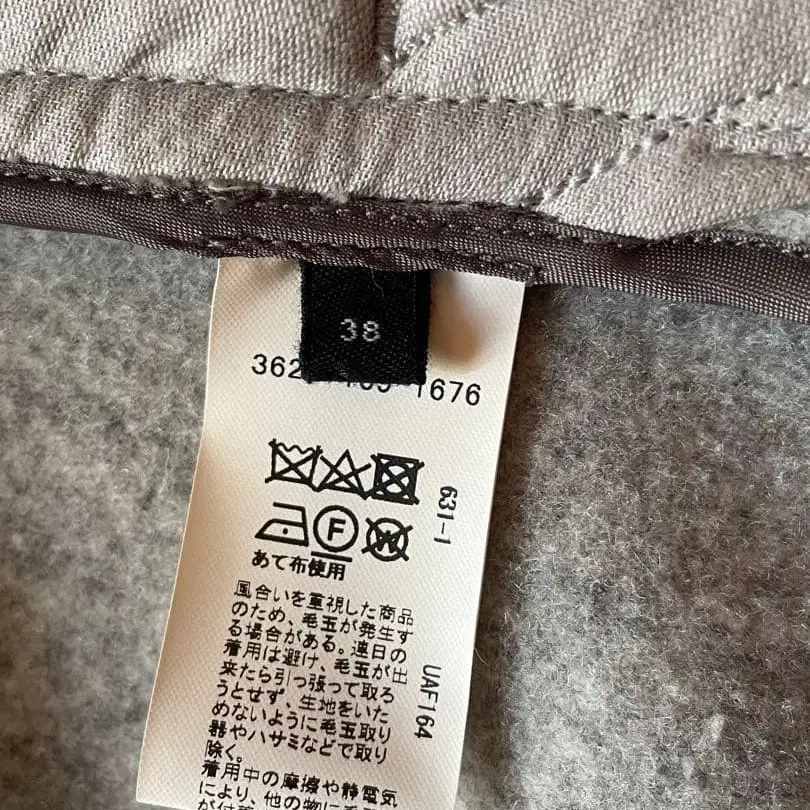 38
362
1676
631-1
F
W
あて布使用
風合いを重視した商品
のため、毛玉が発生す
る場合がある。連日の
着用は避け、毛玉が出
来たら引っ張って取る
うとせず、生地をいた
めないように毛玉取り
器やハサミなどで取り
除く。
着用中の摩擦や静電気
により、他の物に
UAF164